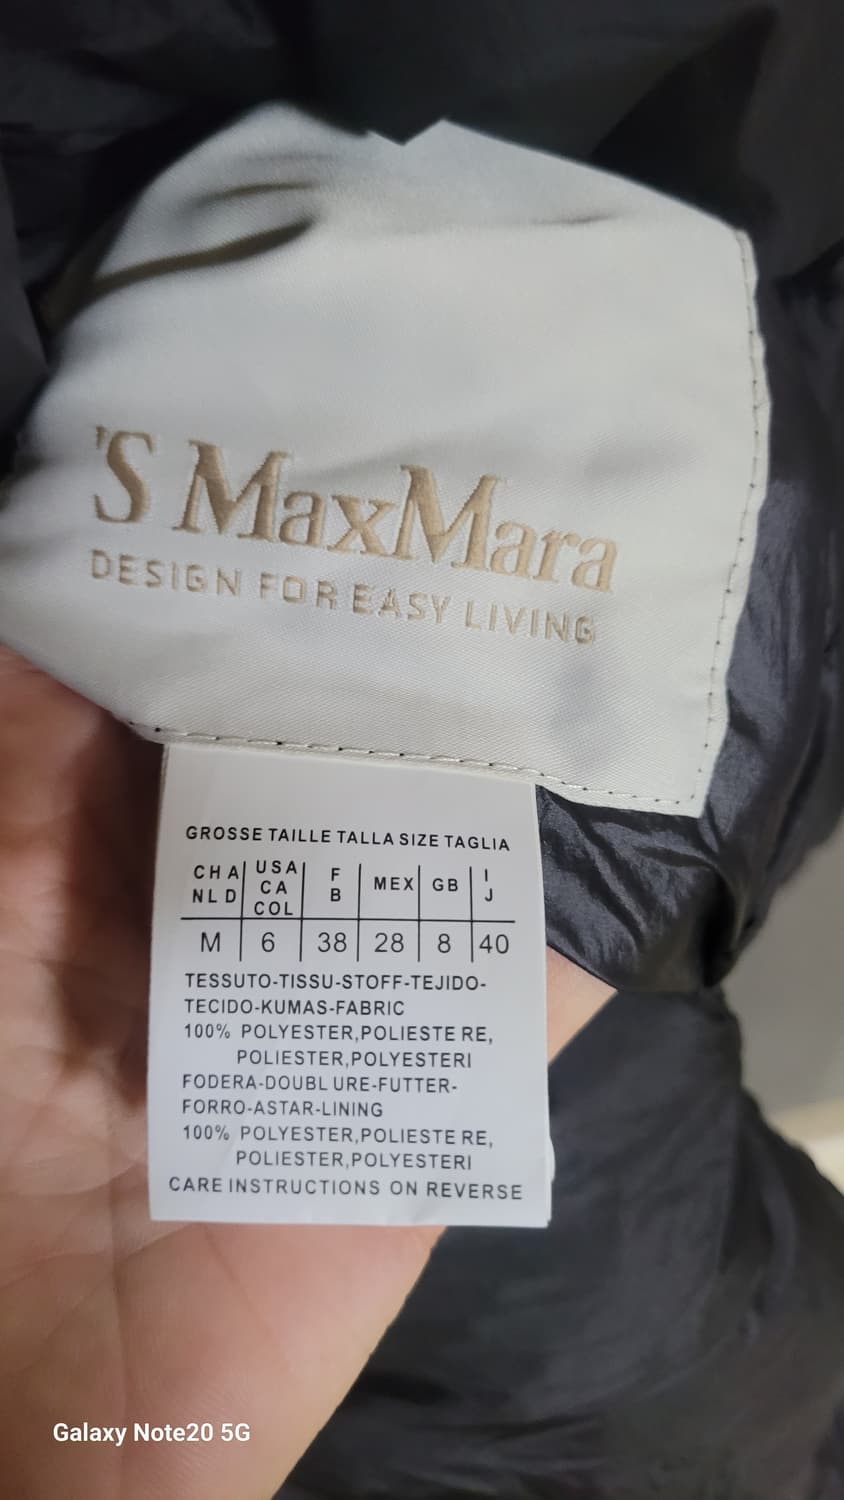 'S MaxMara
DESIGN FOR EASY LIVING
GROSSE TAILLE TALLA SIZE TAGLIA
CH A NL D | USA CA COL | F B | MEX | GB | I J
M | 6 | 38 | 28 | 8 | 40
TESSUTO-TISSU-STOFF-TEJIDO-
TECIDO-KUMAS-FABRIC
100% POLYESTER,POLIESTE RE,
POLIESTER,POLYESTERI
FODERA-DOUBL URE-FUTTER-
FORRO-ASTAR-LINING
100% POLYESTER,POLIESTE RE,
POLIESTER,POLYESTERI
CARE INSTRUCTIONS ON REVERSE
Galaxy Note20 5G